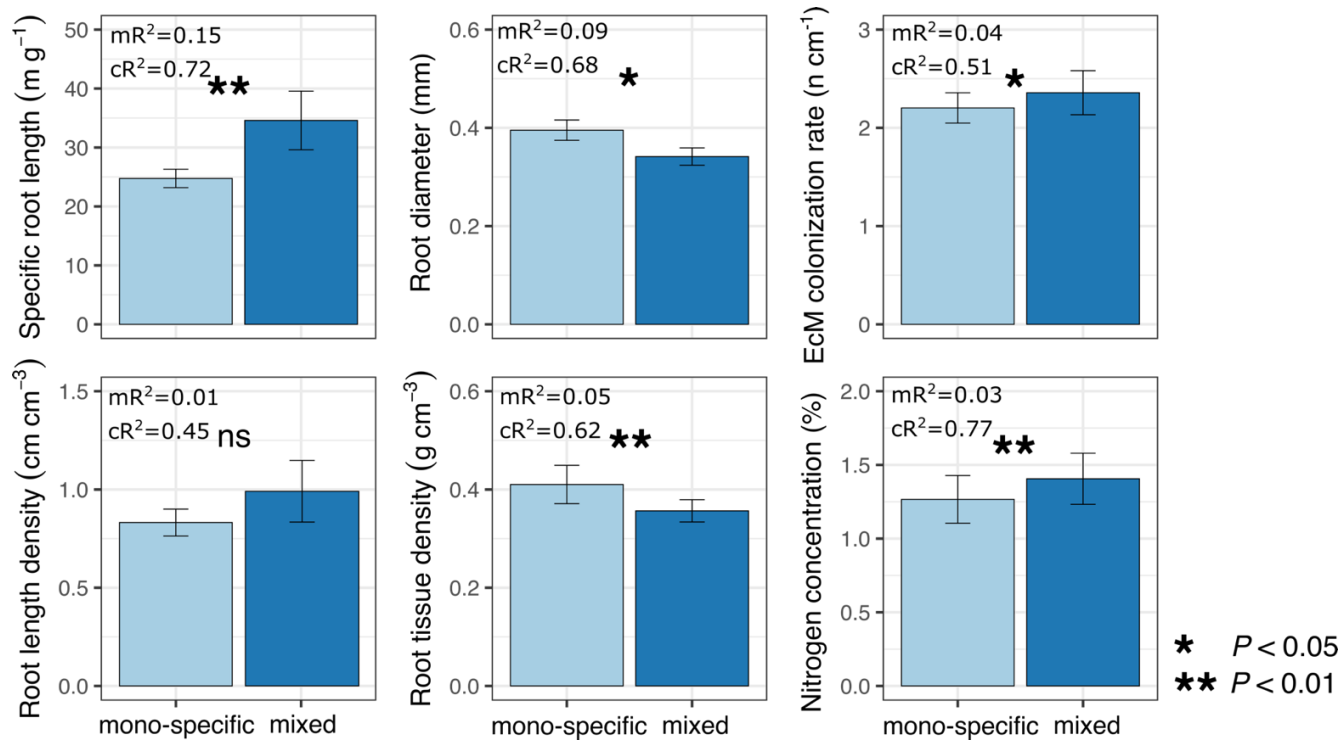 Specific root length (m g⁻¹)
50
40
30
20
10
0
mR²=0.15
cR²=0.72
**
Root diameter (mm)
0.6
0.4
0.2
0.0
mR²=0.09
cR²=0.68
*
EcM colonization rate (n cm⁻¹)
3
2
1
0
mR²=0.04
cR²=0.51
*
Root length density (cm cm⁻³)
1.5
1.0
0.5
0.0
mR²=0.01
cR²=0.45 ns
mono-specific mixed
Root tissue density (g cm⁻³)
0.6
0.4
0.2
0.0
mR²=0.05
cR²=0.62
**
mono-specific mixed
Nitrogen concentration (%)
2.0
1.5
1.0
0.5
0.0
mR²=0.03
cR²=0.77
**
mono-specific mixed
* P < 0.05
** P < 0.01